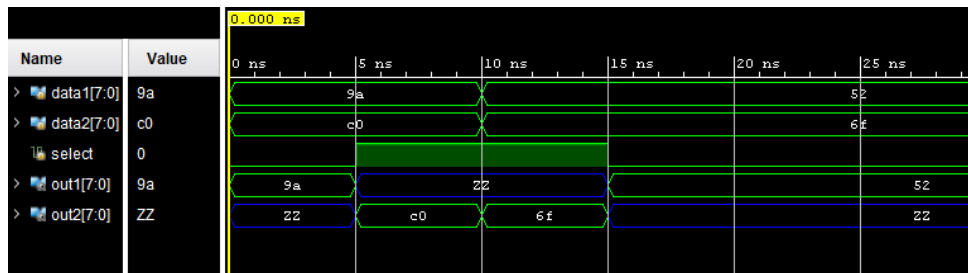 0.000 ns
Name Value
0 ns 5 ns 10 ns 15 ns 20 ns 25 ns
data1[7:0] 9a 9a 52
data2[7:0] c0 c0 6f
select 0
out1[7:0] 9a 9a ZZ 52
out2[7:0] ZZ ZZ c0 6f ZZ